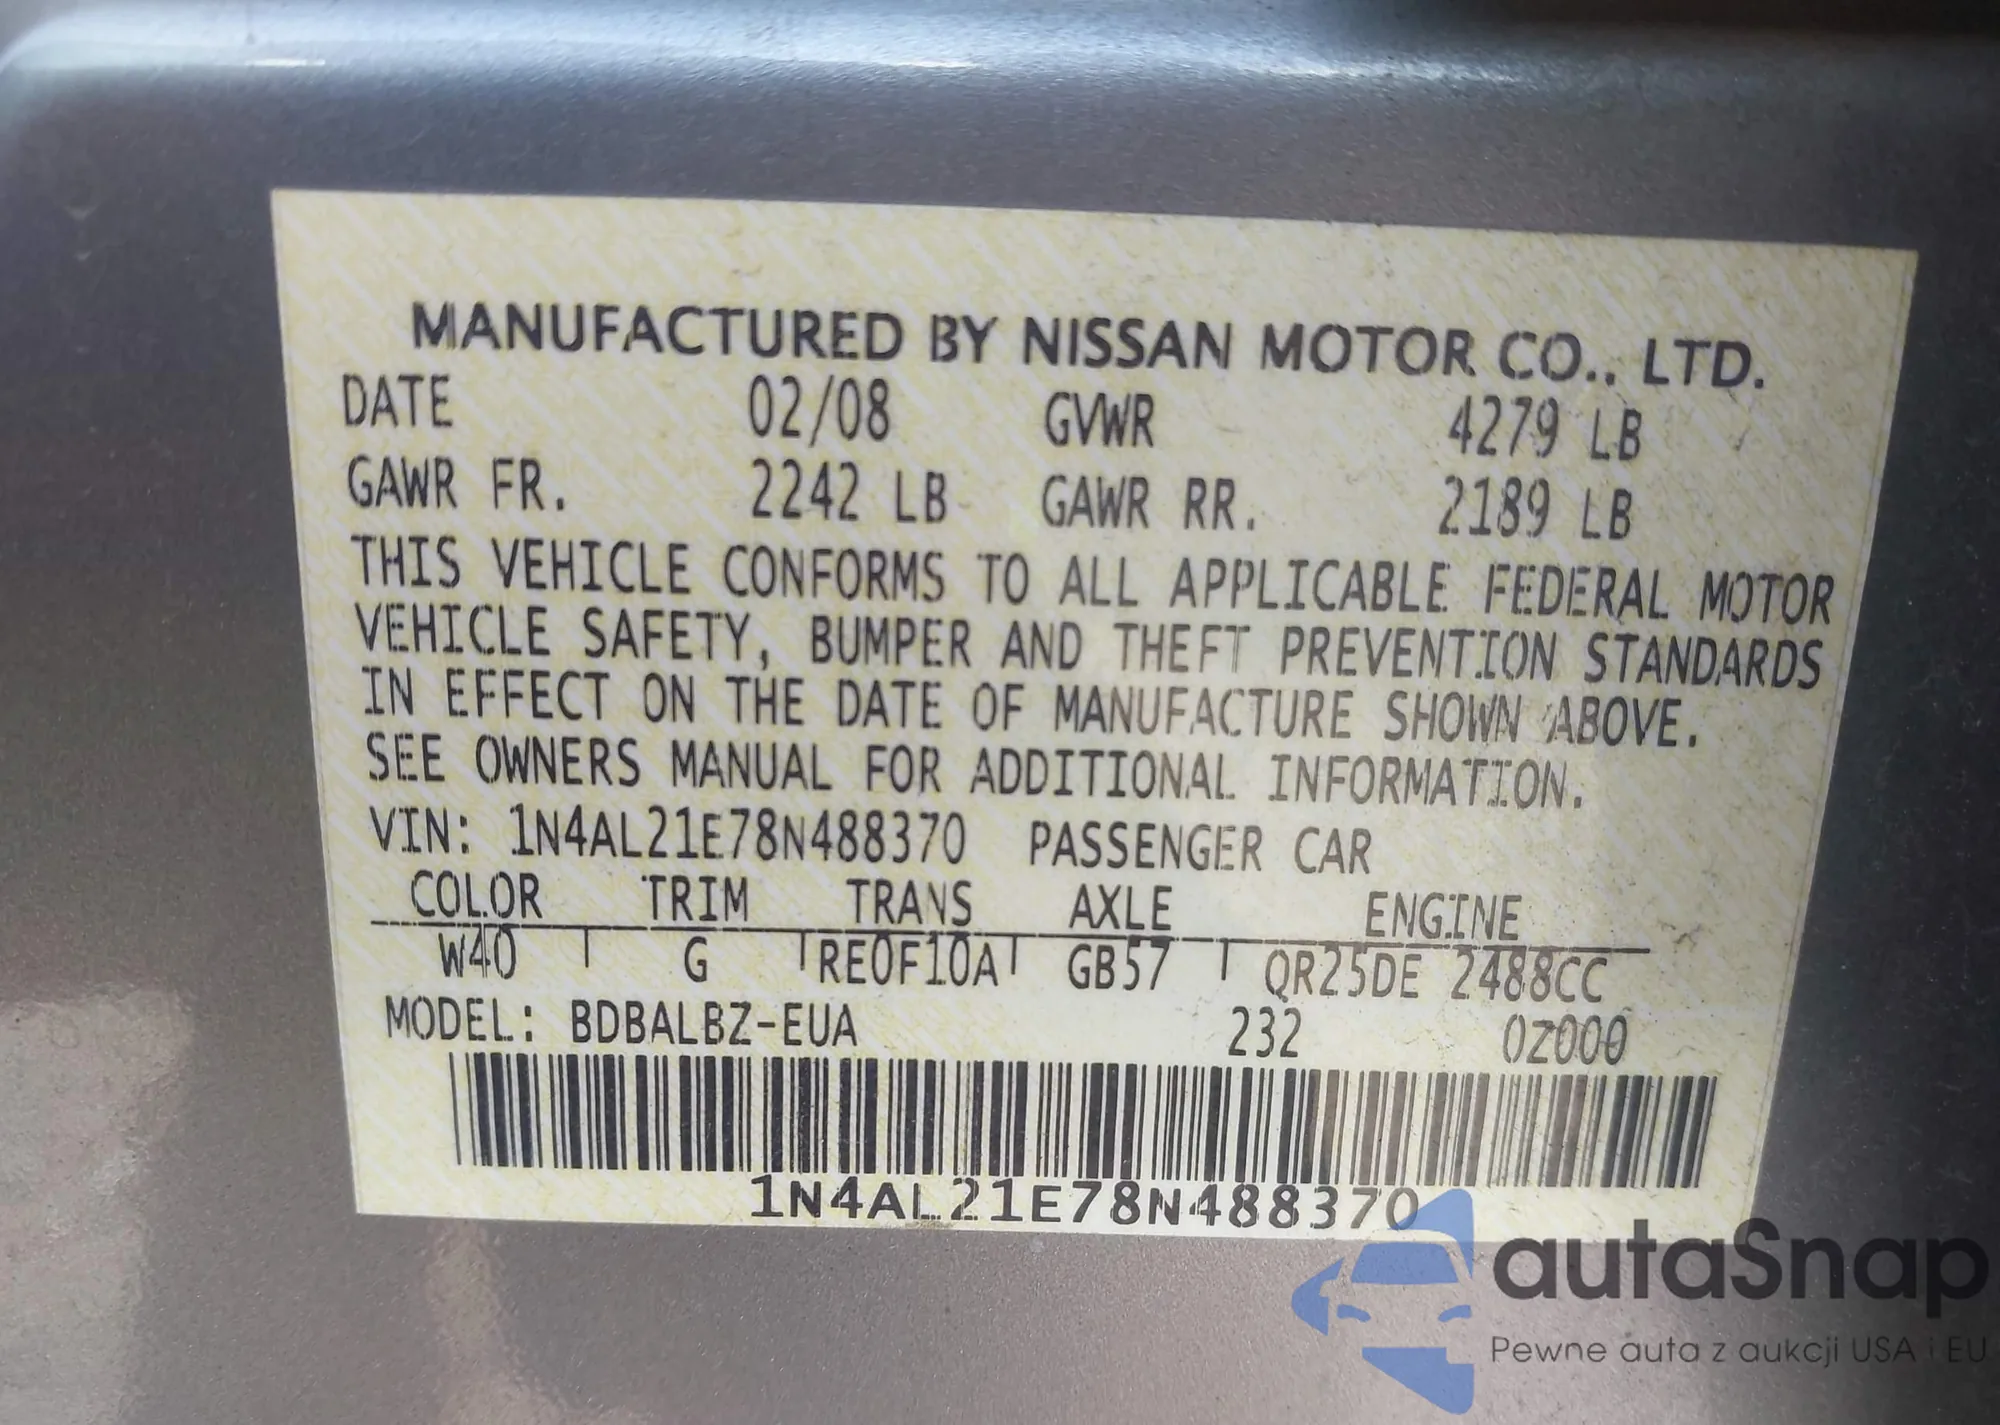 MANUFACTURED BY NISSAN MOTOR CO., LTD.
DATE 02/08 GVWR 4279 LB
GAWR FR. 2242 LB GAWR RR. 2189 LB
THIS VEHICLE CONFORMS TO ALL APPLICABLE FEDERAL MOTOR
VEHICLE SAFETY, BUMPER AND THEFT PREVENTION STANDARDS
IN EFFECT ON THE DATE OF MANUFACTURE SHOWN ABOVE.
SEE OWNERS MANUAL FOR ADDITIONAL INFORMATION.
VIN: 1N4AL21E78N488370 PASSENGER CAR
COLOR TRIM TRANS AXLE ENGINE
W40 G RE0F10A GB57 QR25DE 2488CC
MODEL: BDBALBZ-EUA 232 0Z000
1N4AL21E78N488370
autaSnap
Pewne auta z aukcji USA i EU